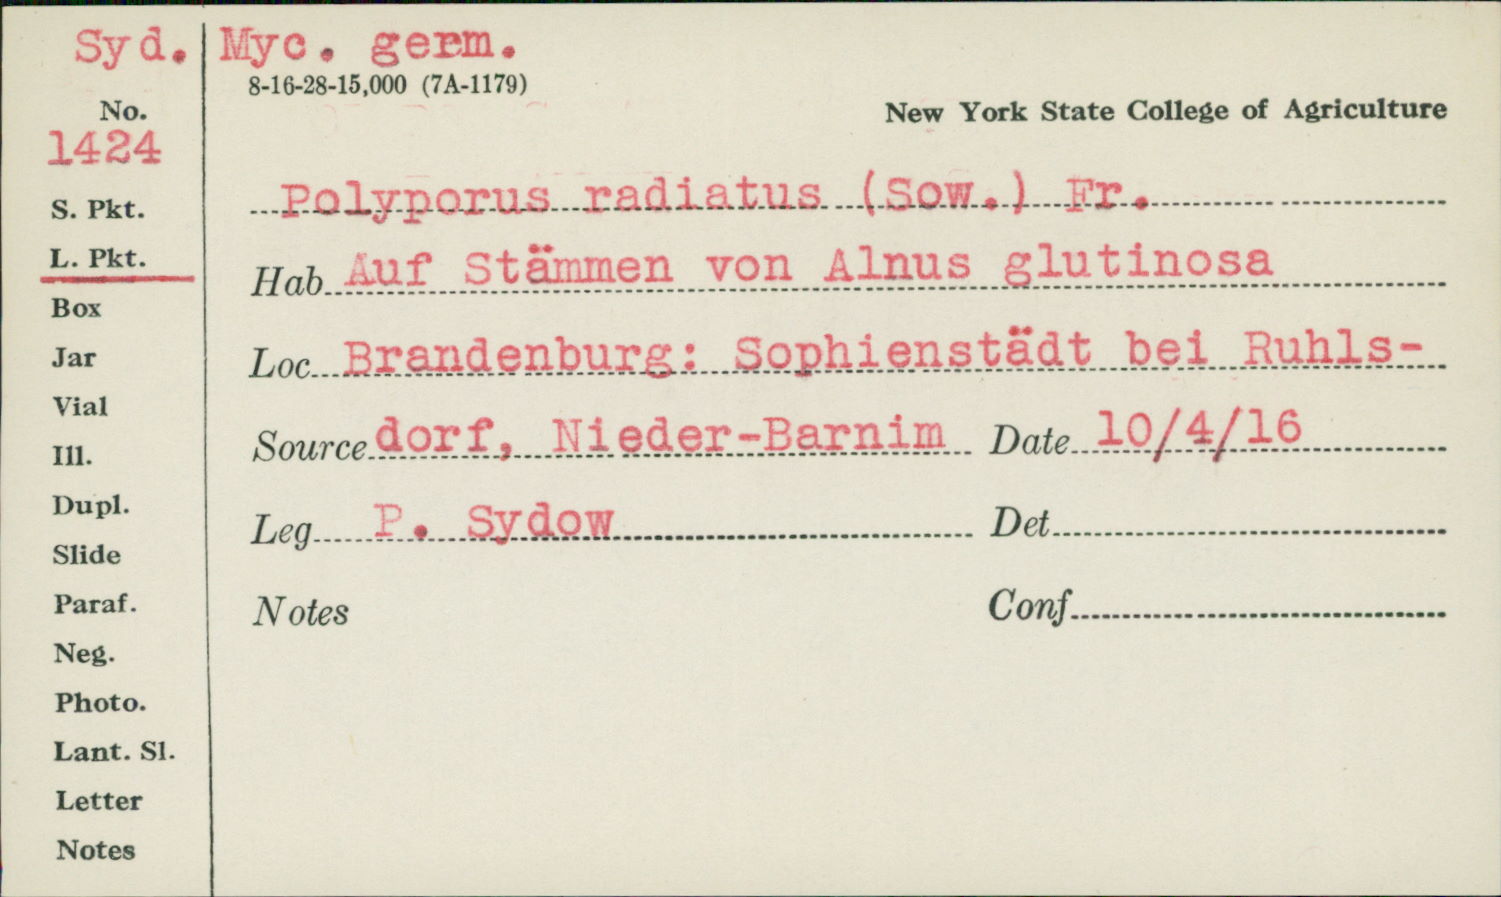 Syd. Myc. germ.
8-16-28-15,000 (7A-1179)
New York State College of Agriculture
No.
1424
S. Pkt.
L. Pkt.
Box
Jar
Vial
Ill.
Dupl.
Slide
Paraf.
Neg.
Photo.
Lant. Sl.
Letter
Notes
Polyporus radiatus (Sow.) Fr.
Hab Auf Stämmen von Alnus glutinosa
Loc Brandenburg: Sophienstädt bei Ruhls-
Source dorf, Nieder-Barnim Date 10/4/16
Leg P. Sydow Det
Notes Conf